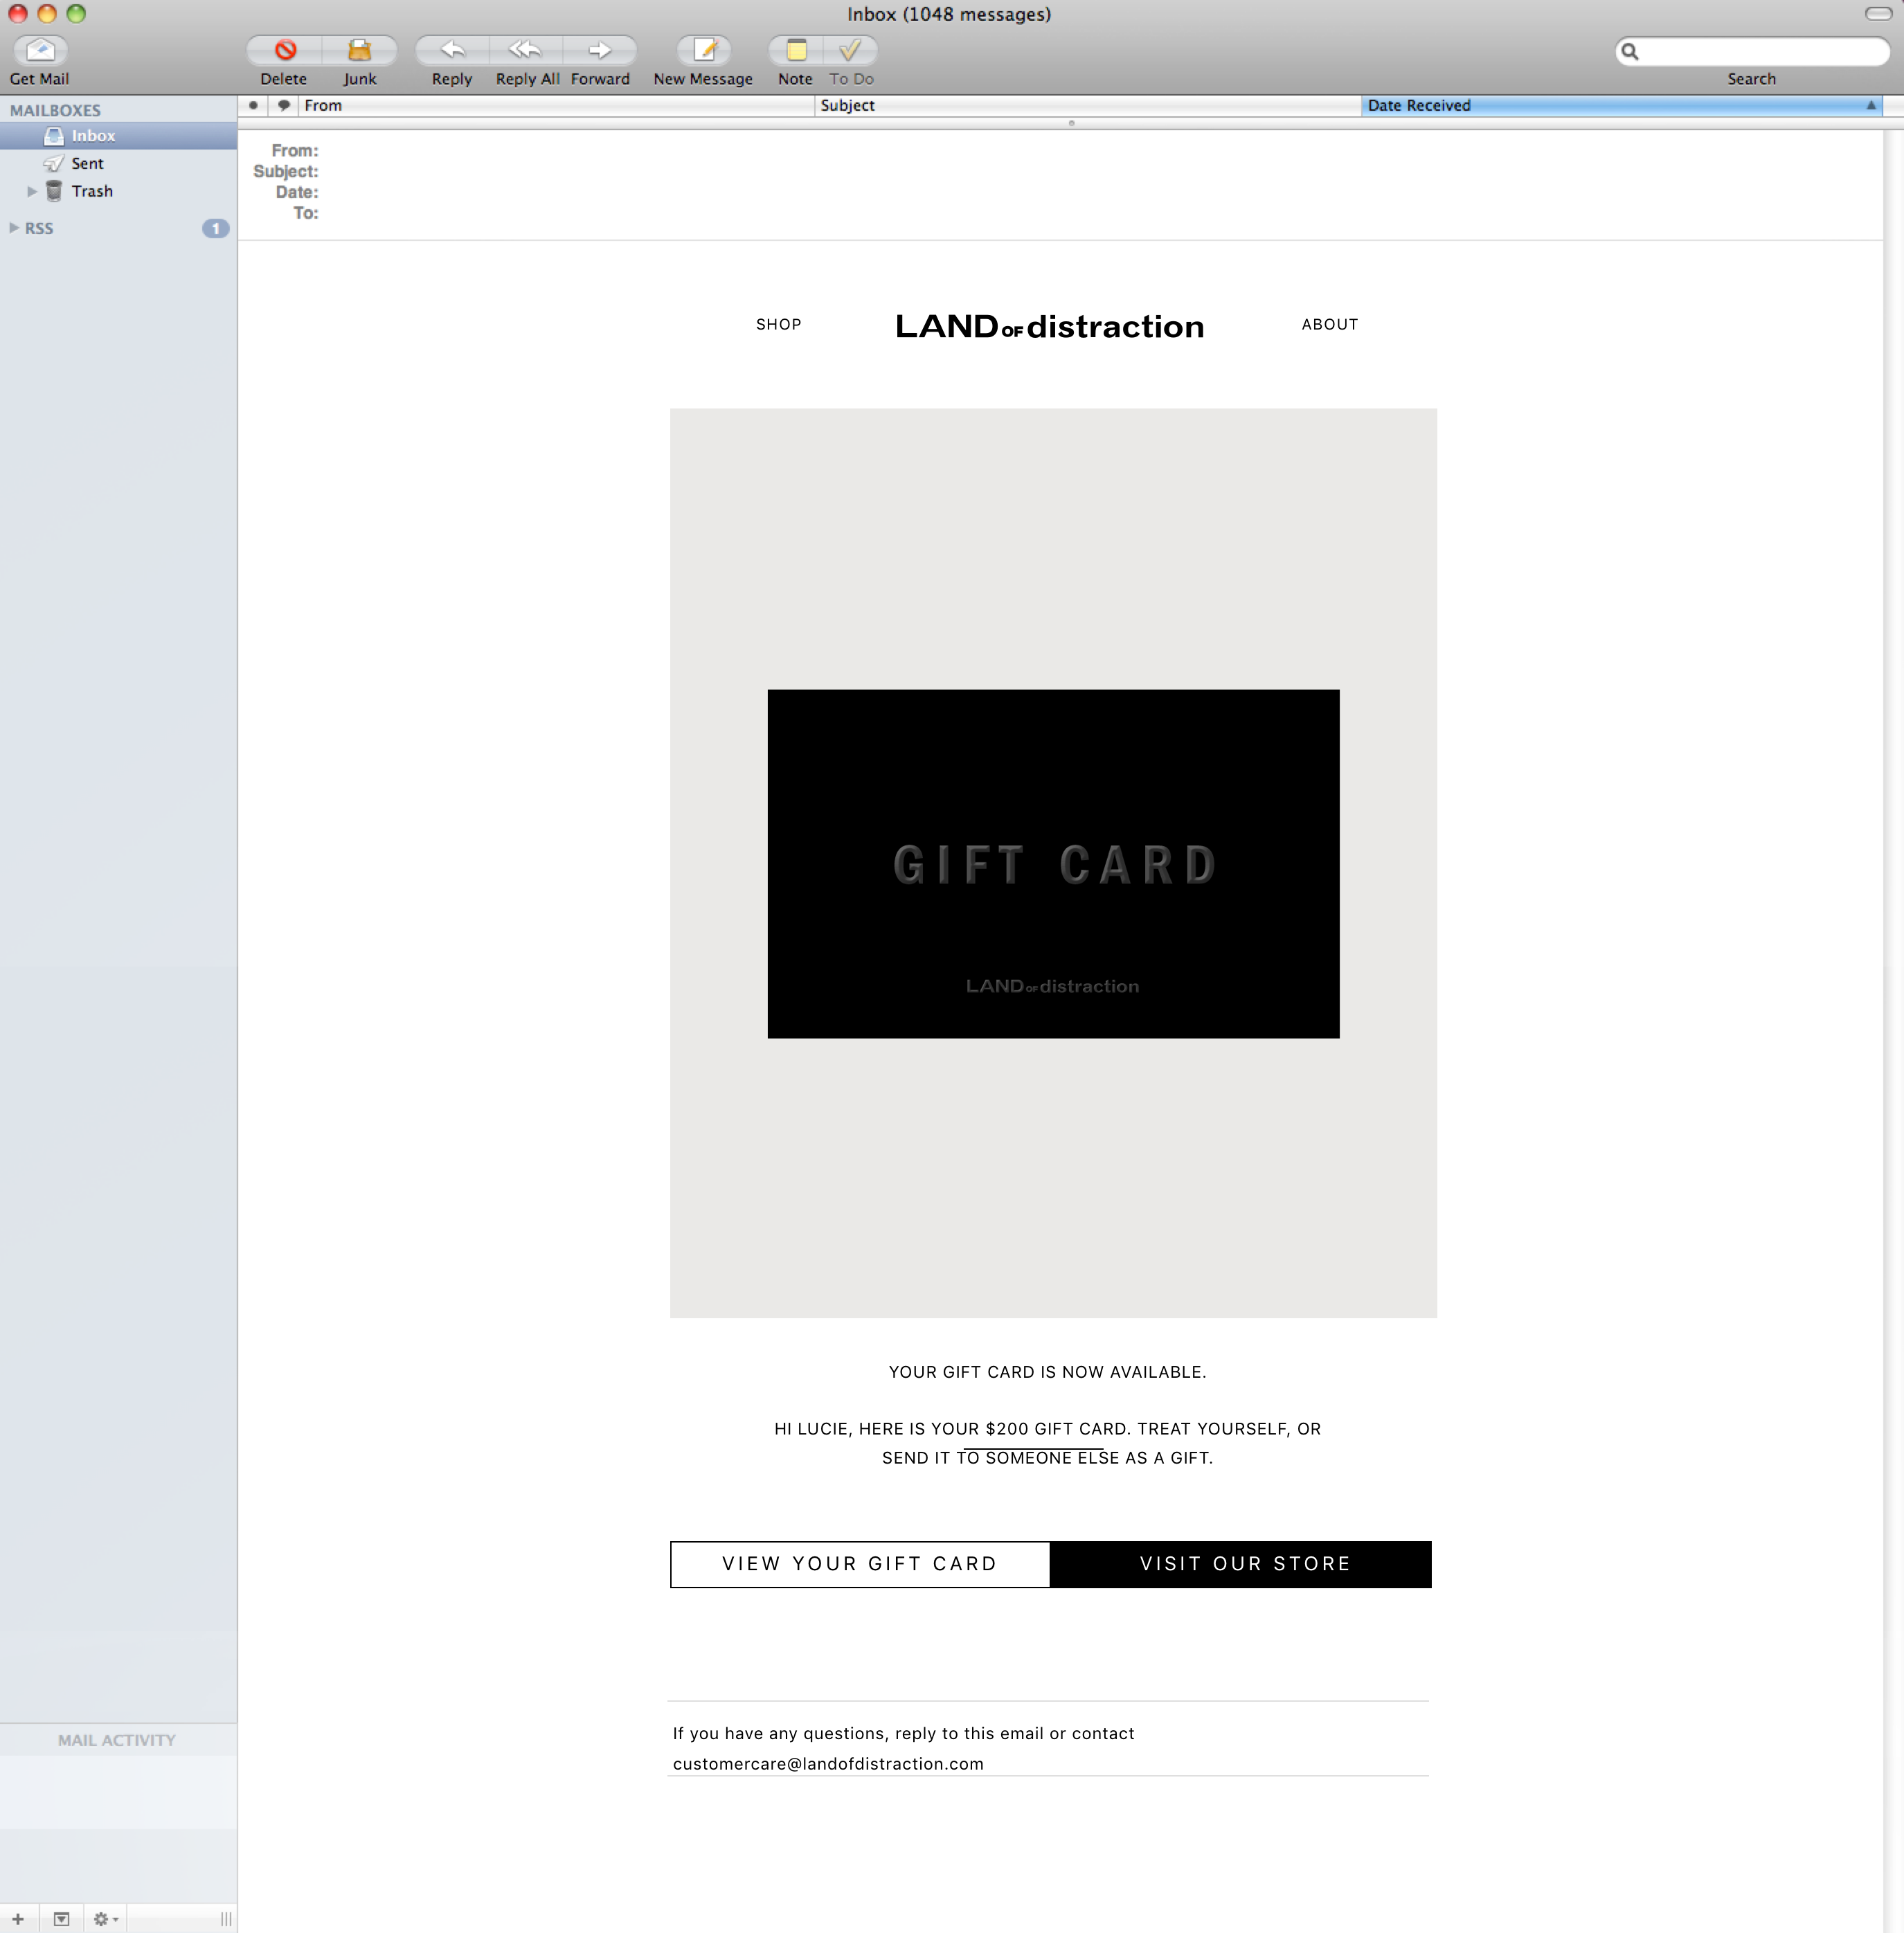 Inbox (1048 messages)
Get Mail
Delete
Junk
Reply
Reply All
Forward
New Message
Note
To Do
Search
MAILBOXES
Inbox
Sent
Trash
RSS
1
From
Subject
Date Received
From:
Subject:
Date:
To:
SHOP
LAND OF distraction
ABOUT
GIFT CARD
LAND OF distraction
YOUR GIFT CARD IS NOW AVAILABLE.
HI LUCIE, HERE IS YOUR $200 GIFT CARD. TREAT YOURSELF, OR
SEND IT TO SOMEONE ELSE AS A GIFT.
VIEW YOUR GIFT CARD
VISIT OUR STORE
If you have any questions, reply to this email or contact
customercare@landofdistraction.com
MAIL ACTIVITY